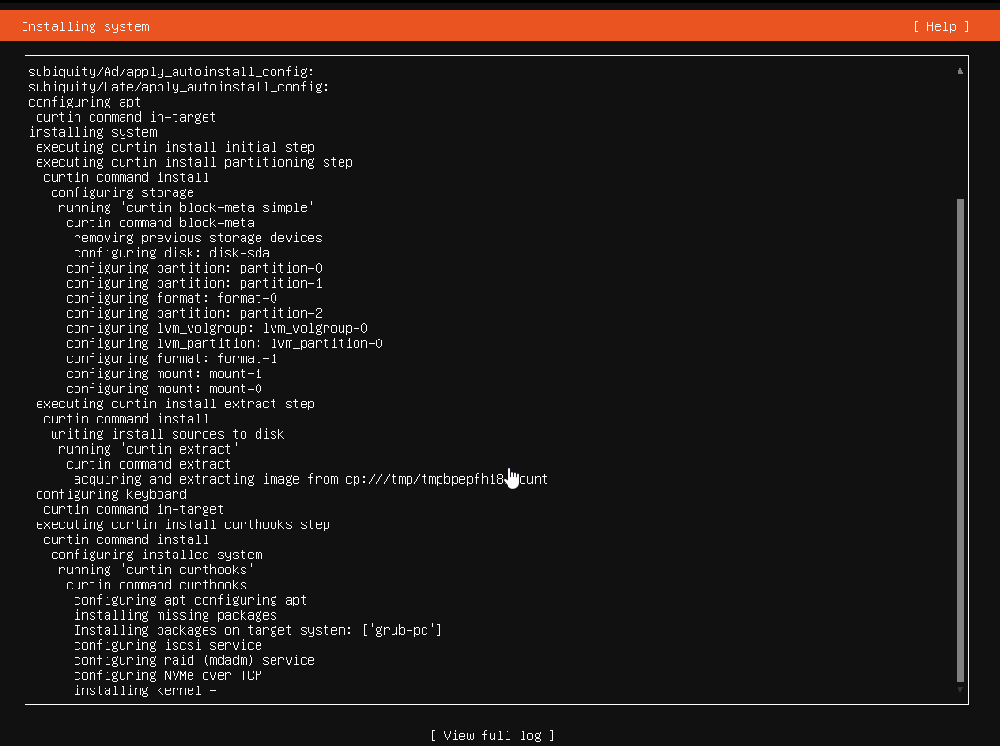 Installing system [ Help ]
subiquity/Ad/apply_autoinstall_config:
subiquity/Late/apply_autoinstall_config:
configuring apt
curtin command in-target
installing system
executing curtin install initial step
executing curtin install partitioning step
curtin command install
configuring storage
running 'curtin block-meta simple'
curtin command block-meta
removing previous storage devices
configuring disk: disk-sda
configuring partition: partition-0
configuring partition: partition-1
configuring format: format-0
configuring partition: partition-2
configuring lvm_volgroup: lvm_volgroup-0
configuring lvm_partition: lvm_partition-0
configuring format: format-1
configuring mount: mount-1
configuring mount: mount-0
executing curtin install extract step
curtin command install
writing install sources to disk
running 'curtin extract'
curtin command extract
acquiring and extracting image from
configuring keyboard
curtin command in-target
executing curtin install curthooks step
curtin command install
configuring installed system
running 'curtin curthooks'
curtin command curthooks
configuring apt configuring apt
installing missing packages
Installing packages on target system: ['grub-pc']
configuring iscsi service
configuring raid (mdadm) service
configuring NVMe over TCP
installing kernel -
[ View full log ]